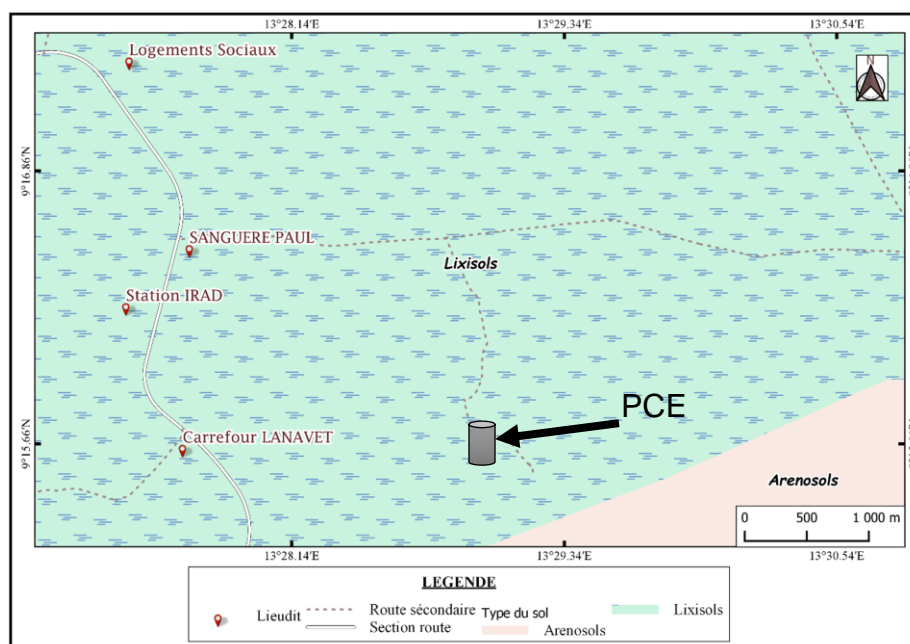 13°28.14′E 13°29.34′E 13°30.54′E
Logements Sociaux
N
9°16.86′N
SANGUERE PAUL
Lixisols
Station IRAD
PCE
Carrefour LANAVET
9°15.66′N
Arenosols
0 500 1 000 m
13°28.14′E 13°29.34′E 13°30.54′E
LEGENDE
Lieudit
Route sécondaire
Section route
Type du sol
Arenosols
Lixisols